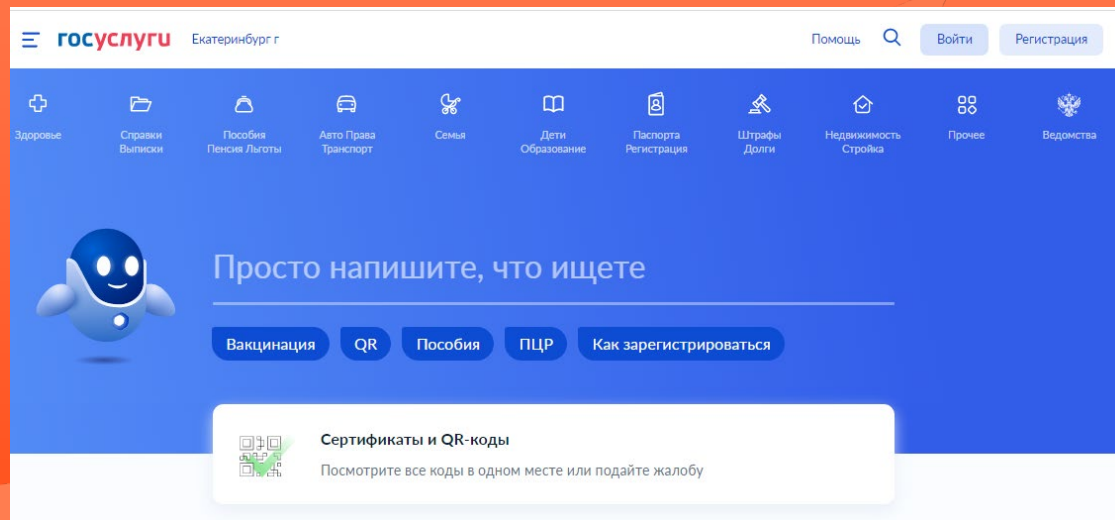 госуслуги Екатеринбург г Помощь Войти Регистрация
Здоровье
Справки
Выписки
Пособия
Пенсия Льготы
Авто Права
Транспорт
Семья
Дети
Образование
Паспорта
Регистрация
Штрафы
Долги
Недвижимость
Стройка
Прочее
Ведомства
Просто напишите, что ищете
Вакцинация QR Пособия ПЦР Как зарегистрироваться
Сертификаты и QR-коды
Посмотрите все коды в одном месте или подайте жалобу